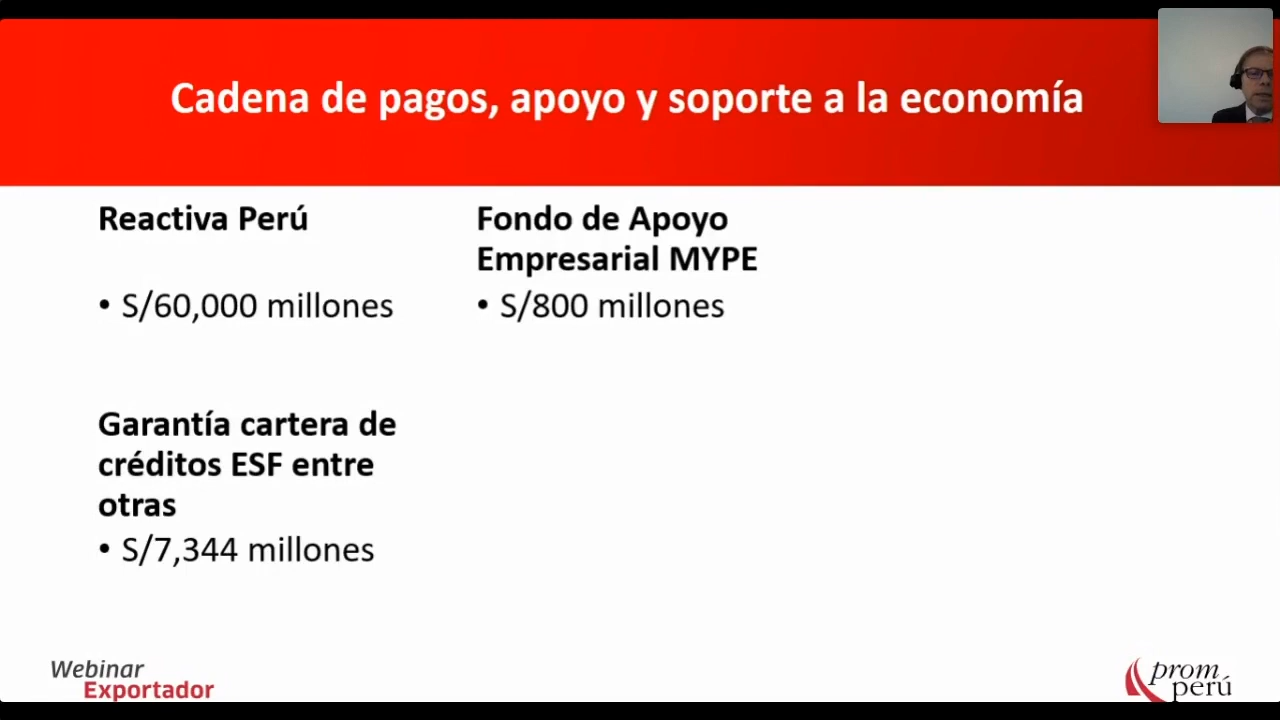 Cadena de pagos, apoyo y soporte a la economía
Reactiva Perú
• S/60,000 millones
Fondo de Apoyo
Empresarial MYPE
• S/800 millones
Garantía cartera de
créditos ESF entre
otras
• S/7,344 millones
Webinar
Exportador
prom
perú